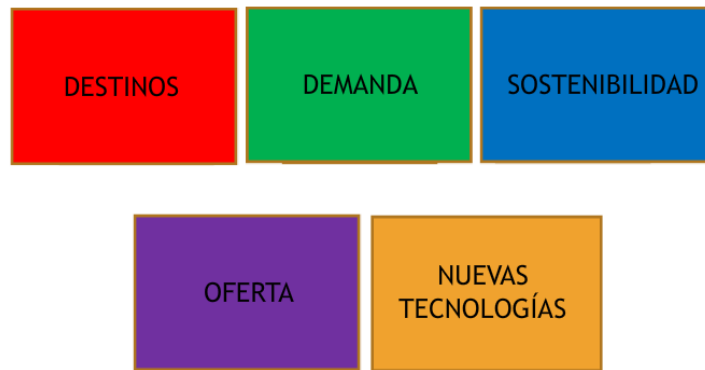 DESTINOS
DEMANDA
SOSTENIBILIDAD
OFERTA
NUEVAS
TECNOLOGÍAS